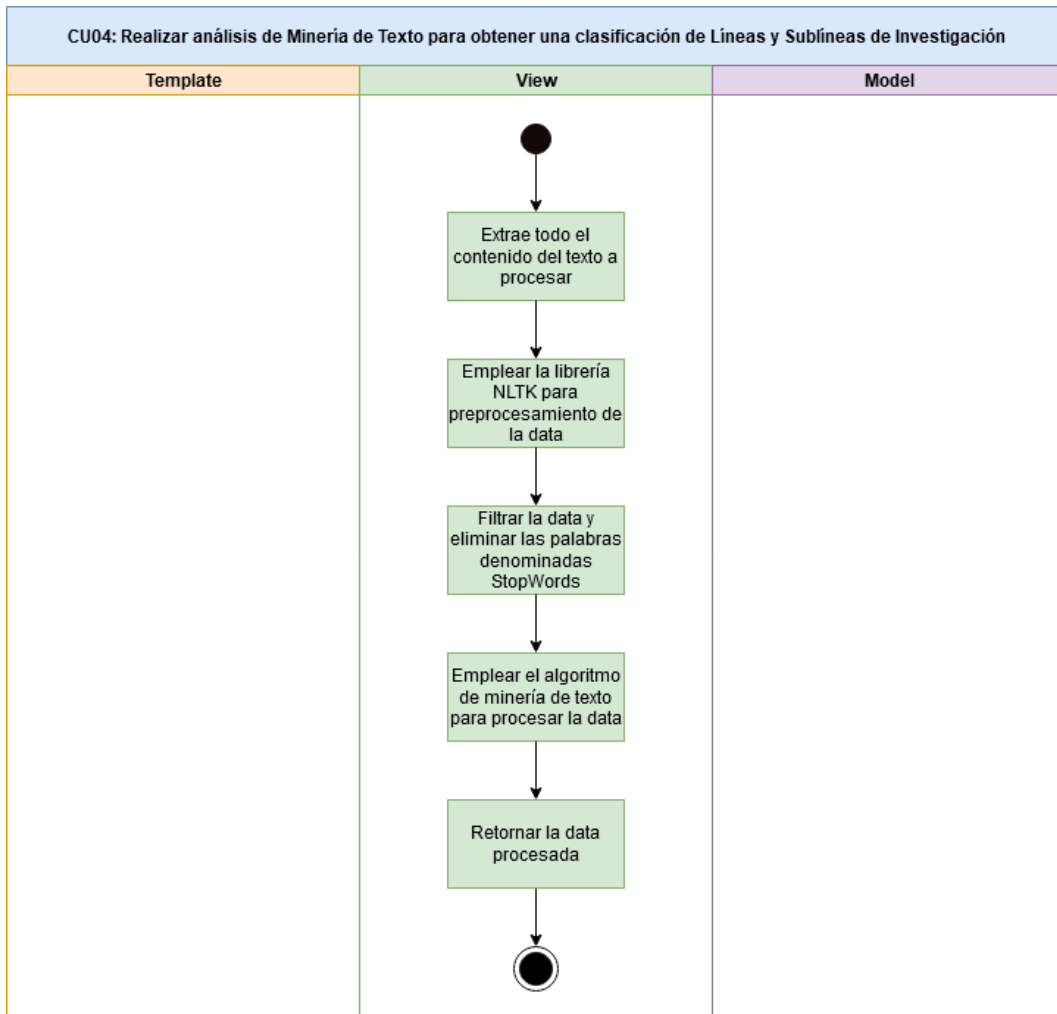 CU04: Realizar análisis de Minería de Texto para obtener una clasificación de Líneas y Sublíneas de Investigación
Template
View
Model
Extrae todo el
contenido del texto a
procesar
Emplear la librería
NLTK para
preprocesamiento de
la data
Filtrar la data y
eliminar las palabras
denominadas
StopWords
Emplear el algoritmo
de minería de texto
para procesar la data
Retornar la data
procesada